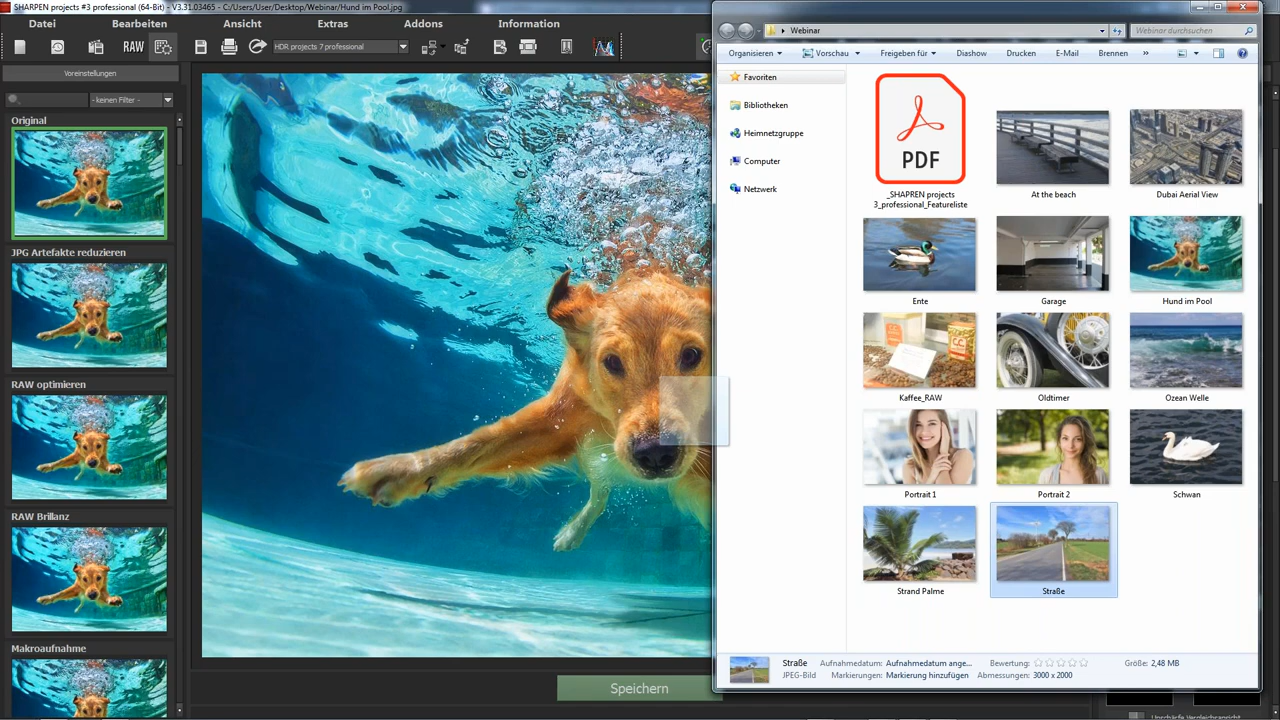 SHARPEN projects #3 professional (64-Bit) - V3.31.03465 - C:/Users/User/Desktop/Webinar/Hund im Pool.jpg
Datei Bearbeiten Ansicht Extras Addons Information
RAW HDR projects 7 professional
Voreinstellungen
- keinen Filter -
Original
JPG Artefakte reduzieren
RAW optimieren
RAW Brillanz
Makroaufnahme
Speichern
Webinar
Webinar durchsuchen
Organisieren Vorschau Freigeben für Diashow Drucken E-Mail Brennen »
Favoriten
Bibliotheken
Heimnetzgruppe
Computer
Netzwerk
PDF
_SHAPREN projects
3_professional_Featureliste
At the beach
Dubai Aerial View
Ente
Garage
Hund im Pool
Kaffee_RAW
Oldtimer
Ozean Welle
Portrait 1
Portrait 2
Schwan
Strand Palme
Straße
Straße Aufnahmedatum: Aufnahmedatum ange... Bewertung: Größe: 2,48 MB
JPEG-Bild Markierungen: Markierung hinzufügen Abmessungen: 3000 x 2000